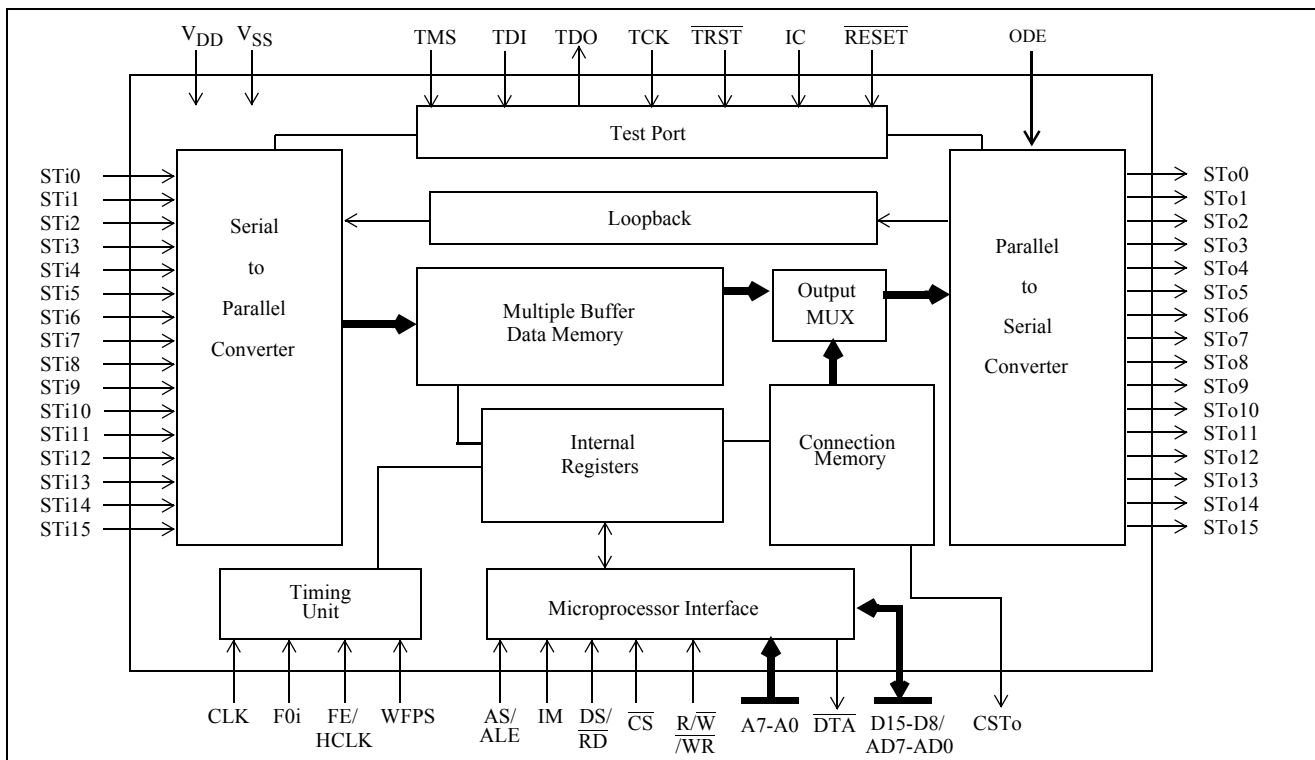 VDD VSS TMS TDI TDO TCK TRST IC RESET ODE
Test Port
STi0
STi1
STi2
STi3
STi4
STi5
STi6
STi7
STi8
STi9
STi10
STi11
STi12
STi13
STi14
STi15
Serial
to
Parallel
Converter
Loopback
Multiple Buffer
Data Memory
Output
MUX
Internal
Registers
Connection
Memory
Parallel
to
Serial
Converter
STo0
STo1
STo2
STo3
STo4
STo5
STo6
STo7
STo8
STo9
STo10
STo11
STo12
STo13
STo14
STo15
Timing
Unit
Microprocessor Interface
CLK
F0i
FE/
HCLK
WFPS
AS/
ALE
IM
DS/
RD
CS
R/W
/WR
A7-A0
DTA
D15-D8/
AD7-AD0
CSTo